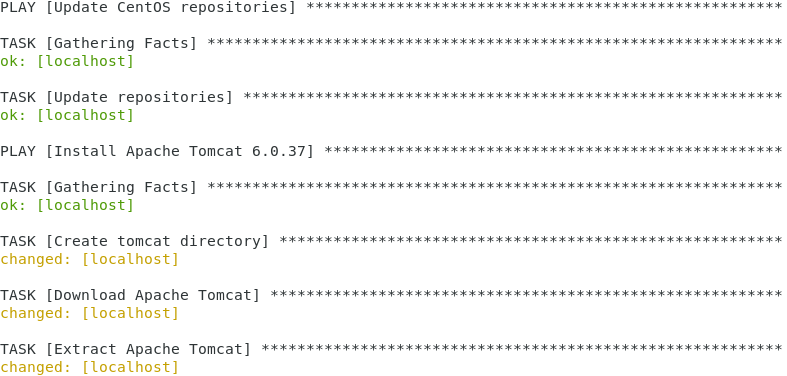 PLAY [Update CentOS repositories] *****************************************************
TASK [Gathering Facts] ****************************************************************
ok: [localhost]
TASK [Update repositories] ************************************************************
ok: [localhost]
PLAY [Install Apache Tomcat 6.0.37] ***************************************************
TASK [Gathering Facts] ****************************************************************
ok: [localhost]
TASK [Create tomcat directory] ********************************************************
changed: [localhost]
TASK [Download Apache Tomcat] *********************************************************
changed: [localhost]
TASK [Extract Apache Tomcat] **********************************************************
changed: [localhost]